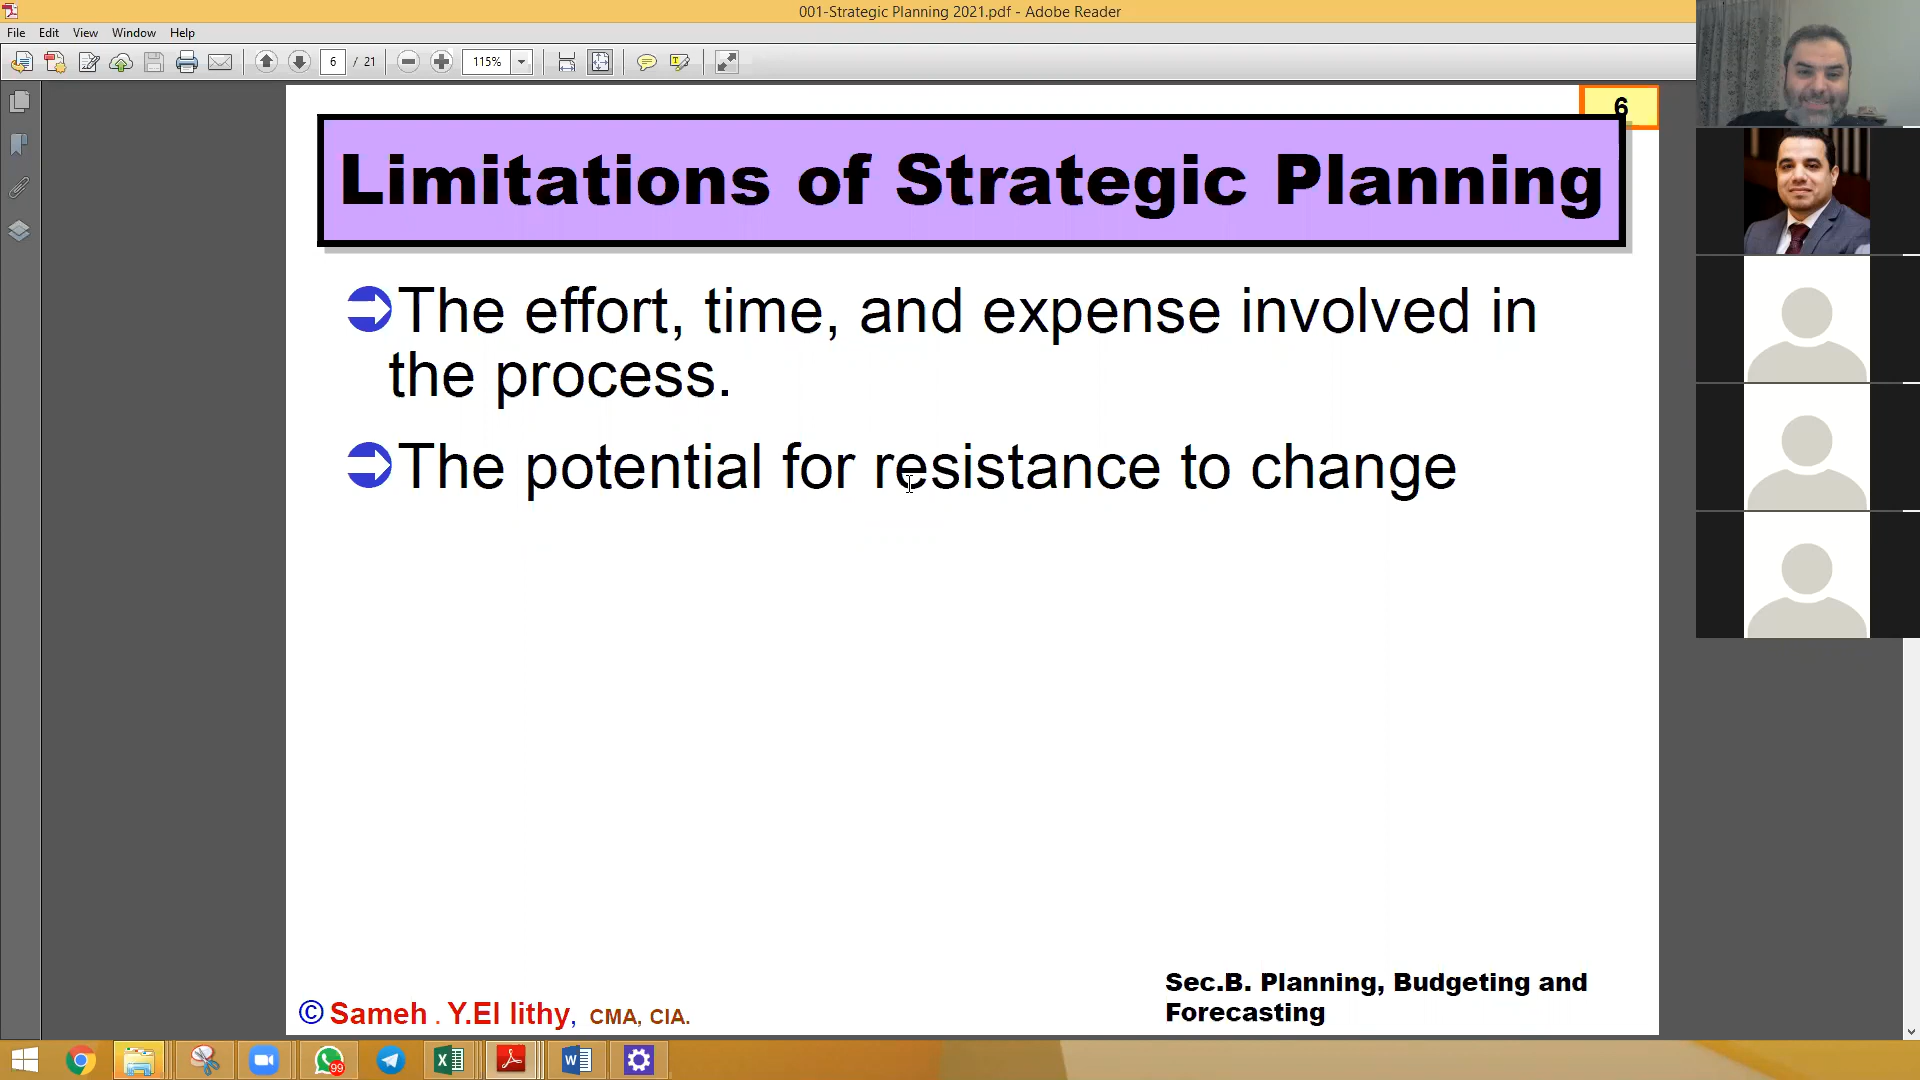 001-Strategic Planning 2021.pdf - Adobe Reader
File Edit View Window Help
6 / 21 115%
6
Limitations of Strategic Planning
The effort, time, and expense involved in
the process.
The potential for resistance to change
Sec.B. Planning, Budgeting and
Forecasting
© Sameh . Y.El lithy, CMA, CIA.
99